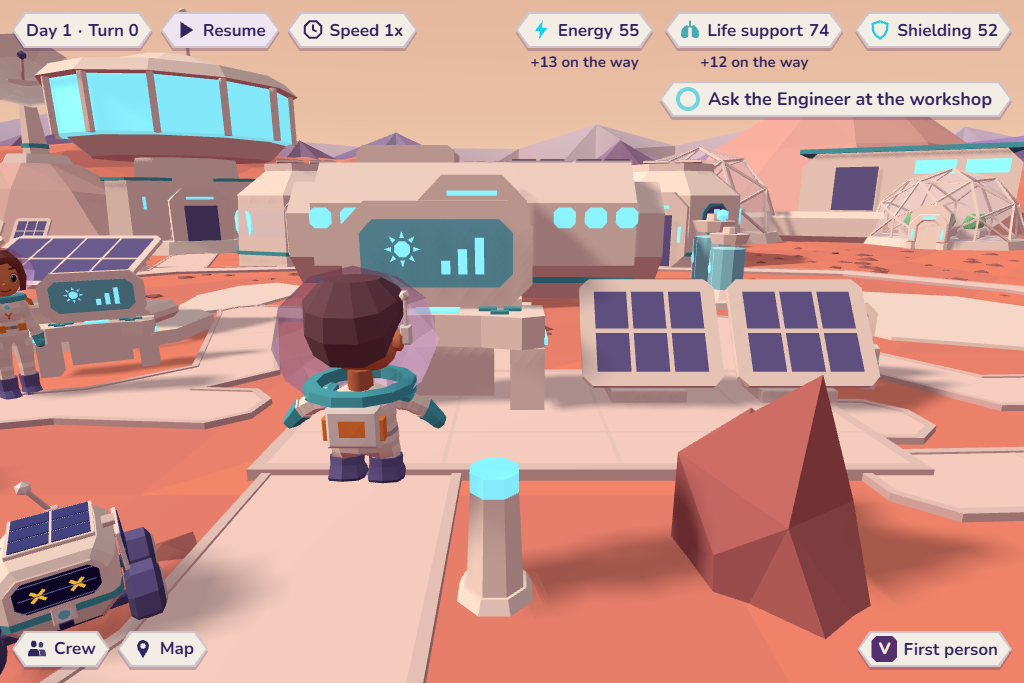 Day 1 · Turn 0
Resume
Speed 1x
Energy 55
Life support 74
Shielding 52
+13 on the way
+12 on the way
Ask the Engineer at the workshop
Crew
Map
V First person